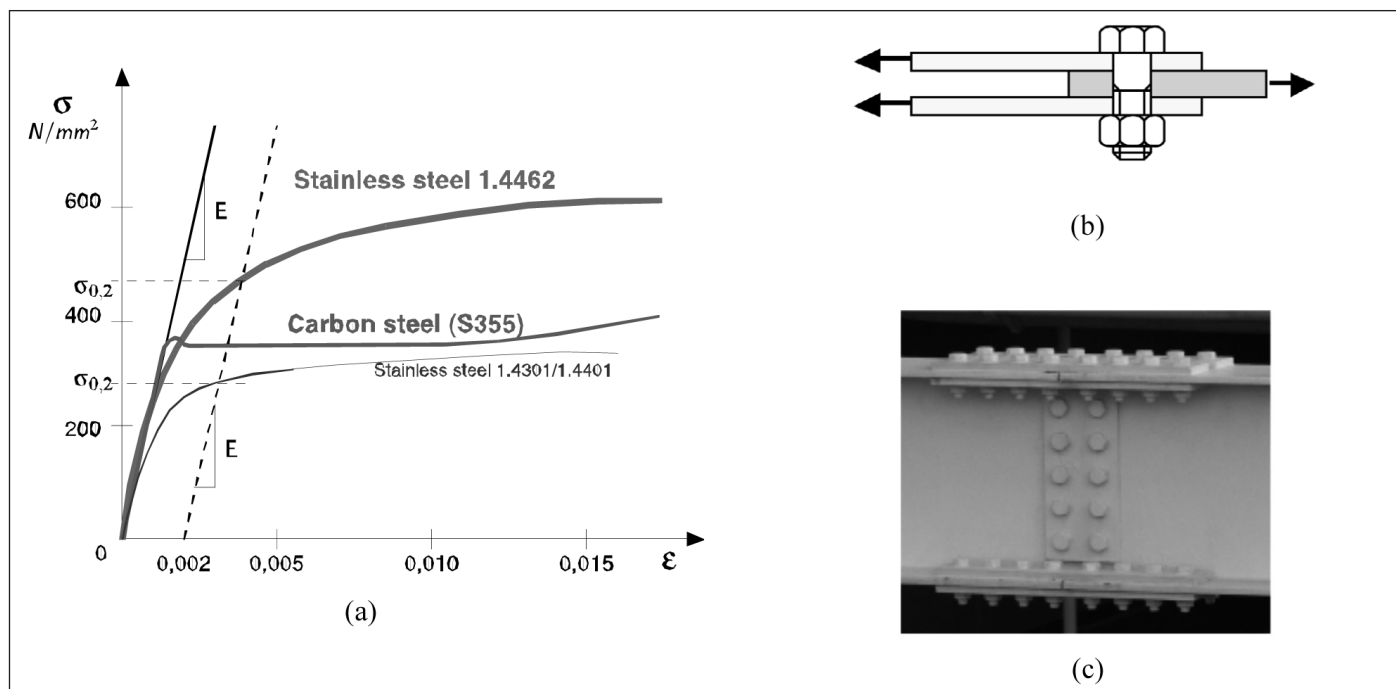 σ
N/mm²
600
σ0,2
400
σ0,2
200
0
E
Stainless steel 1.4462
Carbon steel (S355)
Stainless steel 1.4301/1.4401
E
0,002
0,005
0,010
0,015
ε
(a)
(b)
(c)